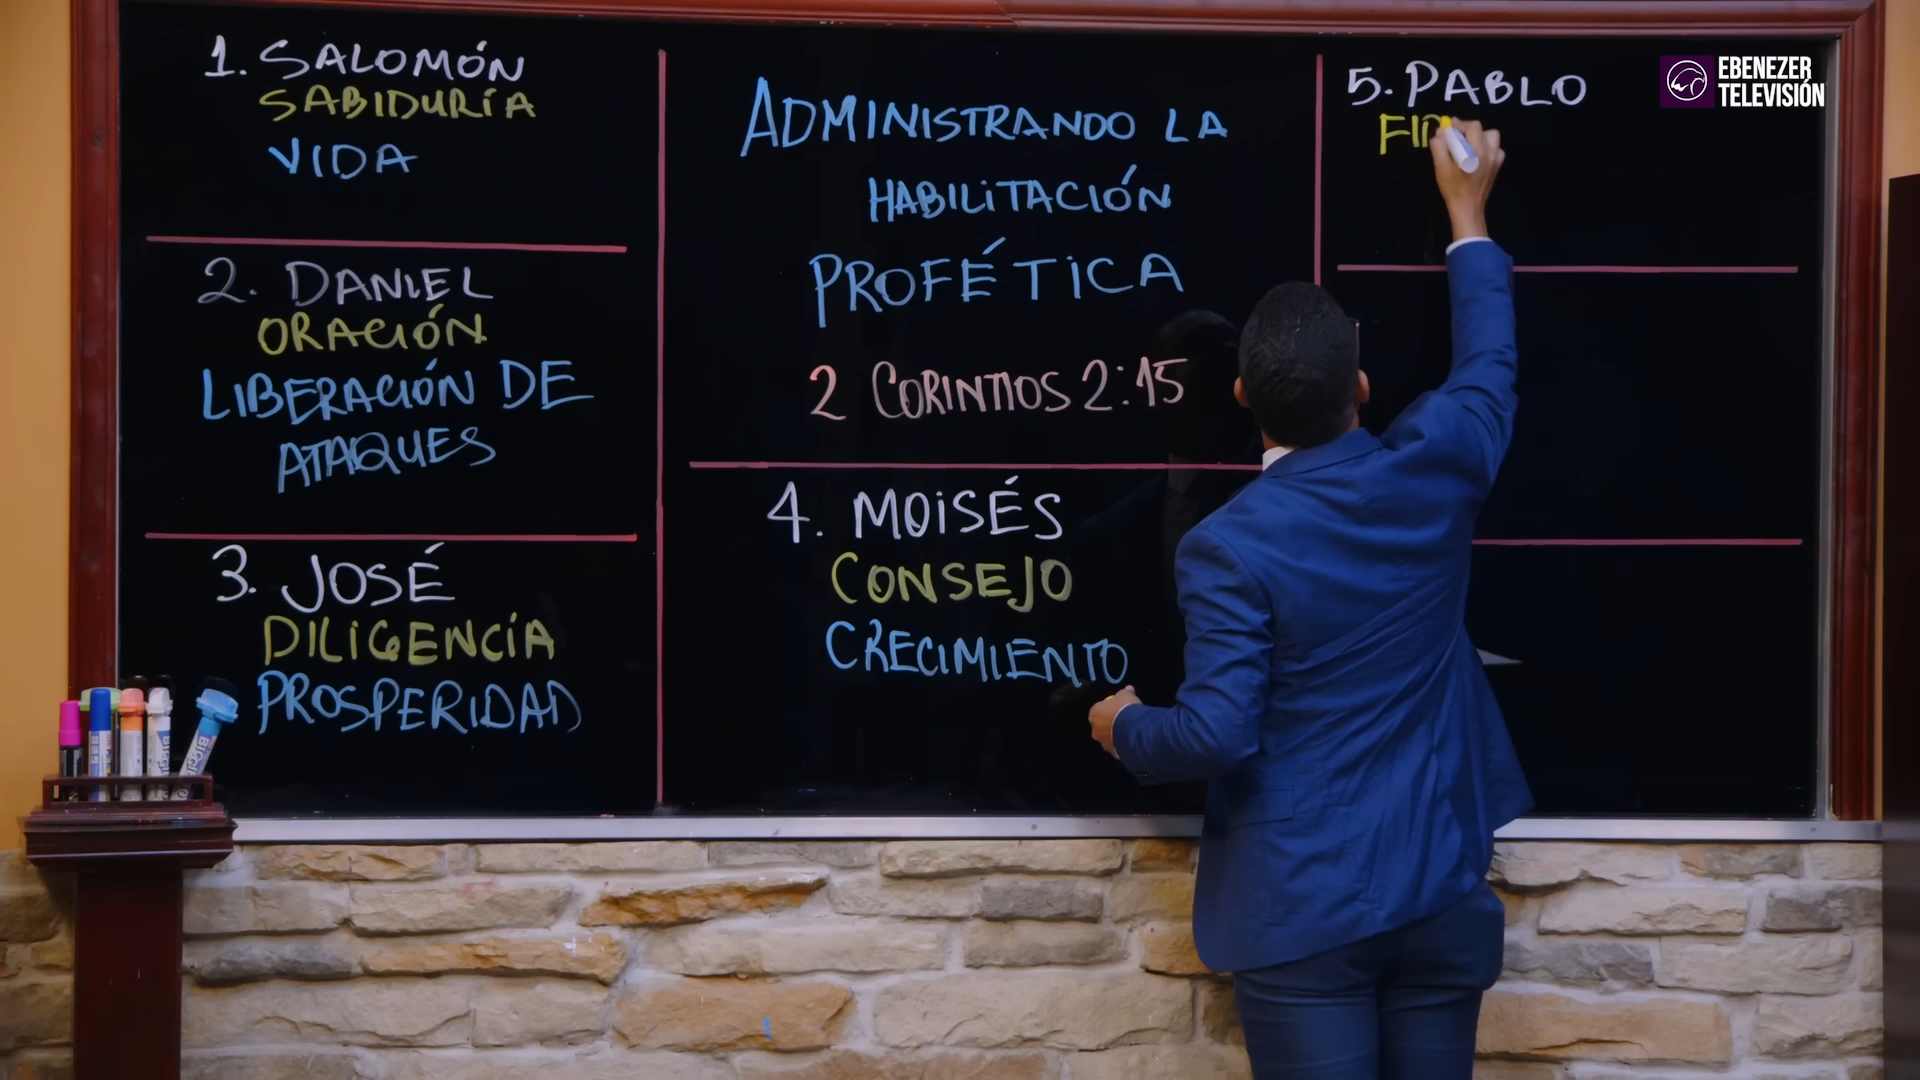 1. SALOMÓN
SABIDURÍA
VIDA
2. DANIEL
ORACIÓN
LIBERACIÓN DE
ATAQUES
3. JOSÉ
DILIGENCIA
PROSPERIDAD
ADMINISTRANDO LA
HABILITACIÓN
PROFÉTICA
2 CORINTIOS 2:15
4. MOISÉS
CONSEJO
CRECIMIENTO
5. PABLO
EBENEZER
TELEVISIÓN